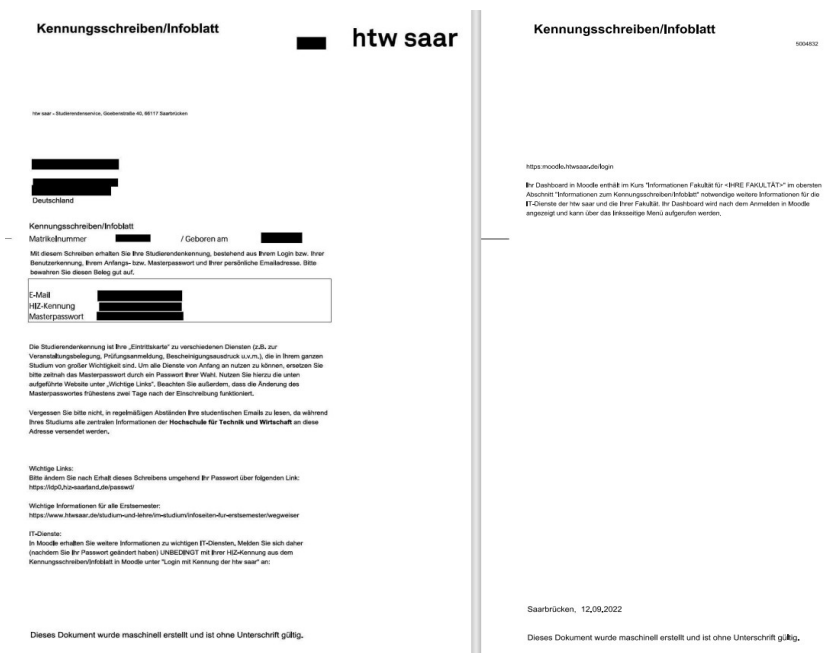 Kennungsschreiben/Infoblatt
htw saar
htw saar - Studierendenservice, Goebenstraße 40, 66117 Saarbrücken
Deutschland
Kennungsschreiben/Infoblatt
Matrikelnummer / Geboren am
Mit diesem Schreiben erhalten Sie Ihre Studierendenkennung, bestehend aus Ihrem Login bzw. Ihrer
Benutzerkennung, Ihrem Anfangs- bzw. Masterpasswort und Ihrer persönliche Emailadresse. Bitte
bewahren Sie diesen Beleg gut auf.
E-Mail
HIZ-Kennung
Masterpasswort
Die Studierendenkennung ist Ihre „Eintrittskarte" zu verschiedenen Diensten (z.B. zur
Veranstaltungsbelegung, Prüfungsanmeldung, Bescheinigungsausdruck u.v.m.), die in Ihrem ganzen
Studium von großer Wichtigkeit sind. Um alle Dienste von Anfang an nutzen zu können, ersetzen Sie
bitte zeitnah das Masterpasswort durch ein Passwort Ihrer Wahl. Nutzen Sie hierzu die unten
aufgeführte Website unter „Wichtige Links". Beachten Sie außerdem, dass die Änderung des
Masterpasswortes frühestens zwei Tage nach der Einschreibung funktioniert.
Vergessen Sie bitte nicht, in regelmäßigen Abständen Ihre studentischen Emails zu lesen, da während
Ihres Studiums alle zentralen Informationen der Hochschule für Technik und Wirtschaft an diese
Adresse versendet werden.
Wichtige Links:
Bitte ändern Sie nach Erhalt dieses Schreibens umgehend Ihr Passwort über folgenden Link:
https://idp0.hiz-saarland.de/passwd/
Wichtige Informationen für alle Erstsemester:
https://www.htwsaar.de/studium-und-lehre/im-studium/infoseiten-fur-erstsemester/wegweiser
IT-Dienste:
In Moodle erhalten Sie weitere Informationen zu wichtigen IT-Diensten. Melden Sie sich daher
(nachdem Sie Ihr Passwort geändert haben) UNBEDINGT mit Ihrer HIZ-Kennung aus dem
Kennungsschreiben/Infoblatt in Moodle unter "Login mit Kennung der htw saar" an:
Dieses Dokument wurde maschinell erstellt und ist ohne Unterschrift gültig.
Kennungsschreiben/Infoblatt
5004832
https:moodle.htwsaar.de/login
Ihr Dashboard in Moodle enthält im Kurs "Informationen Fakultät für <IHRE FAKULTÄT>" im obersten
Abschnitt "Informationen zum Kennungsschreiben/Infoblatt" notwendige weitere Informationen für die
IT-Dienste der htw saar und die Ihrer Fakultät. Ihr Dashboard wird nach dem Anmelden in Moodle
angezeigt und kann über das linksseitige Menü aufgerufen werden.
Saarbrücken, 12.09.2022
Dieses Dokument wurde maschinell erstellt und ist ohne Unterschrift gültig.